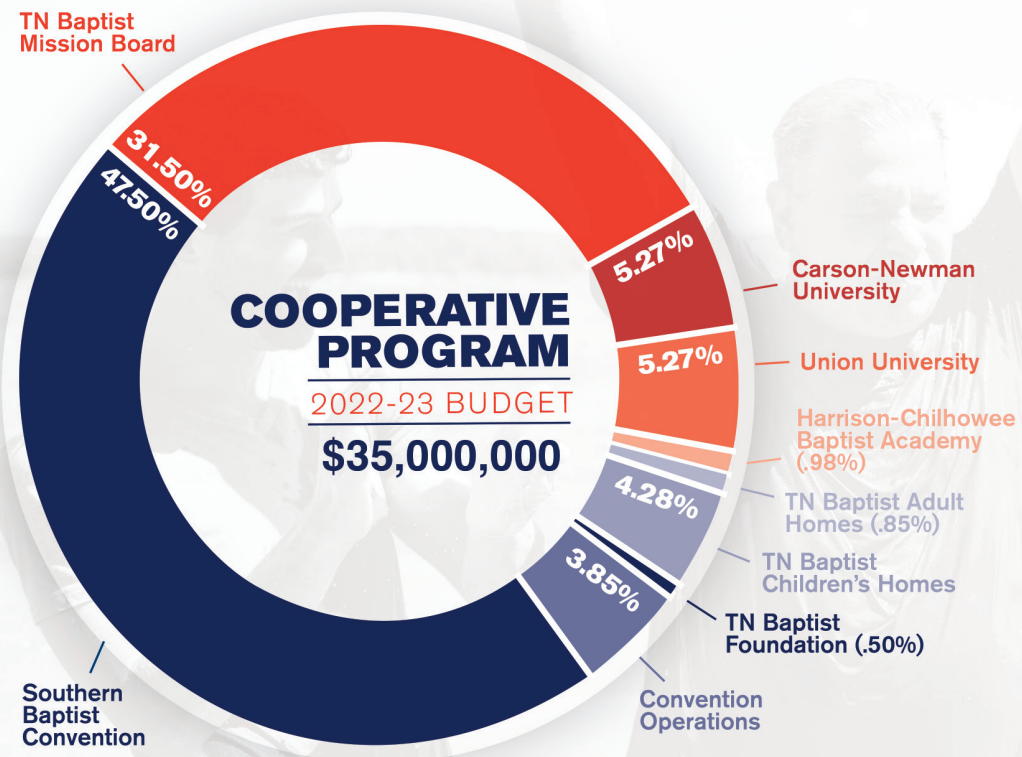 TN Baptist
Mission Board
31.50%
47.50%
5.27%
Carson-Newman
University
5.27%
Union University
COOPERATIVE
PROGRAM
2022-23 BUDGET
$35,000,000
Harrison-Chilhowee
Baptist Academy
(.98%)
TN Baptist Adult
Homes (.85%)
4.28%
TN Baptist
Children's Homes
TN Baptist
Foundation (.50%)
3.85%
Convention
Operations
Southern
Baptist
Convention